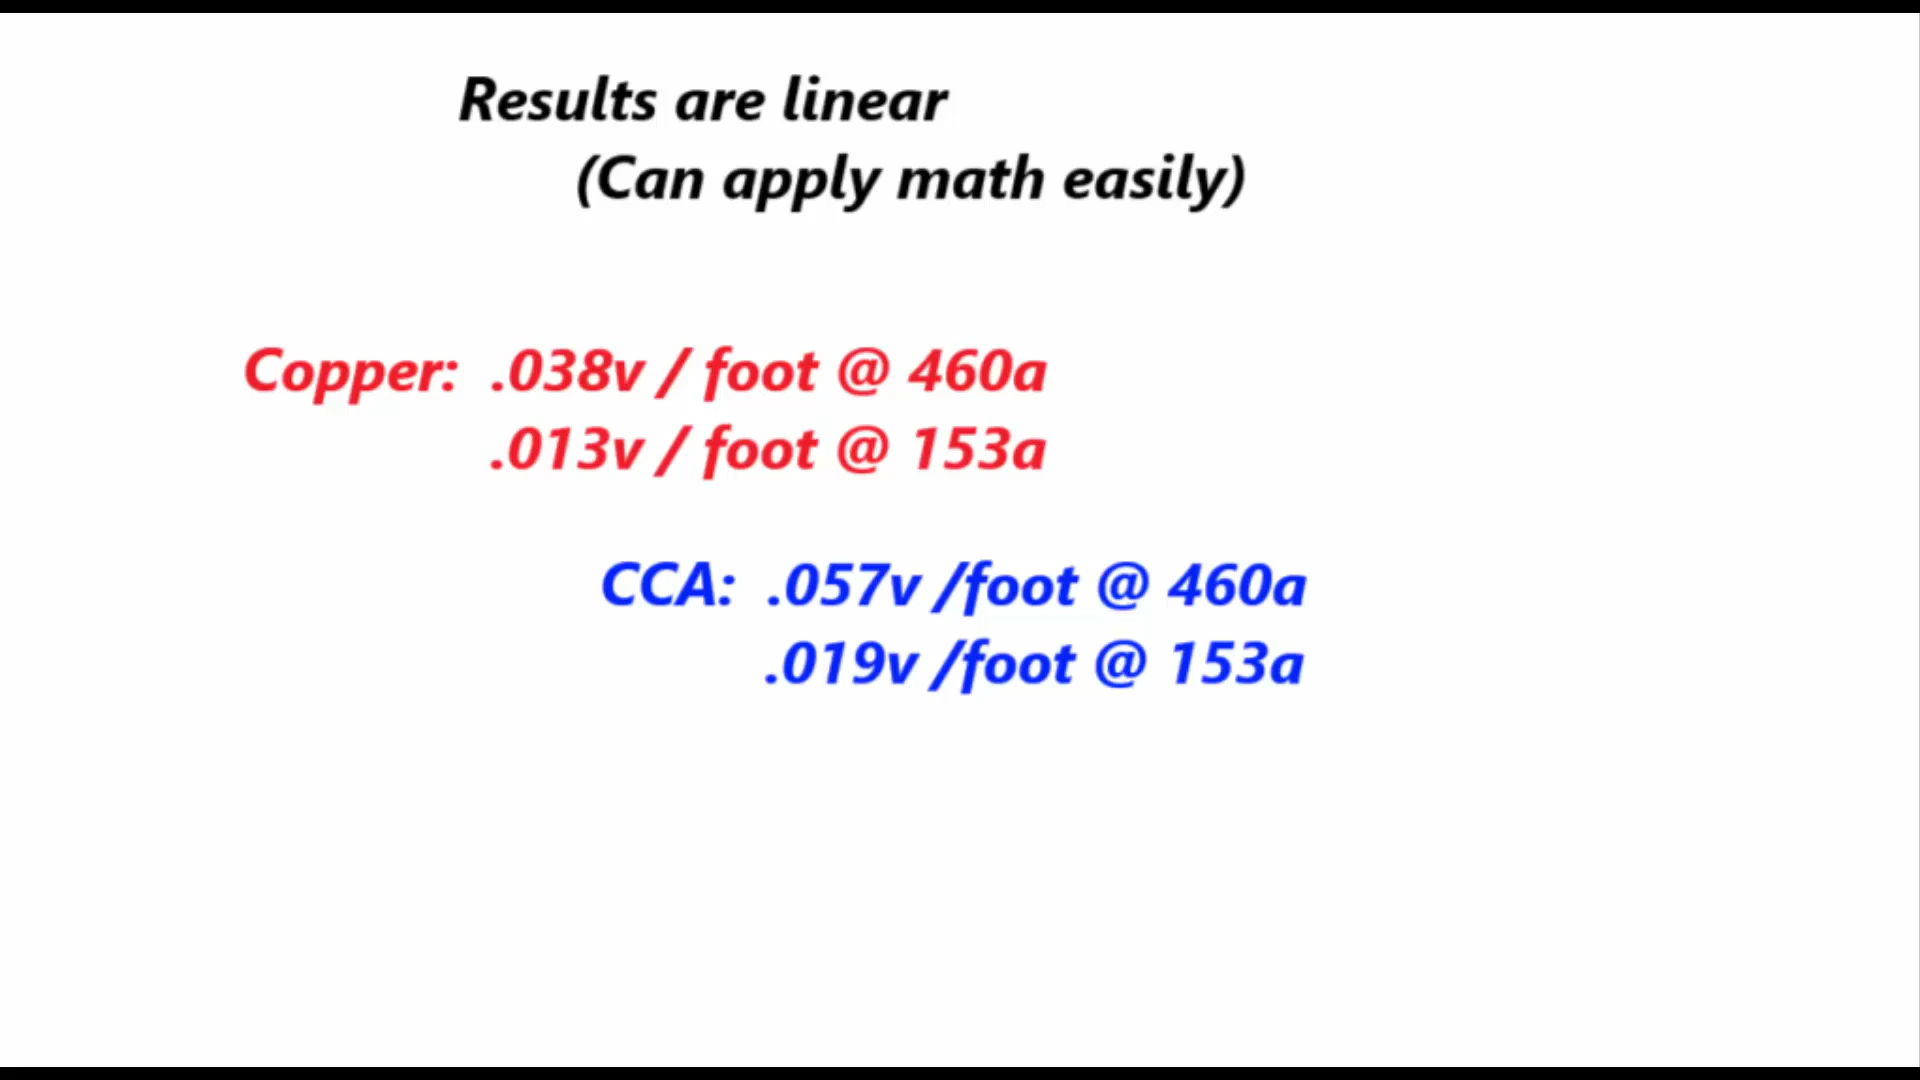 Results are linear
(Can apply math easily)
Copper: .038v / foot @ 460a
.013v / foot @ 153a
CCA: .057v /foot @ 460a
.019v /foot @ 153a